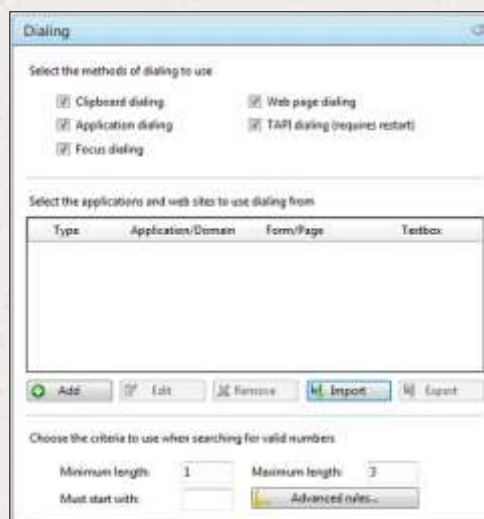 Dialing
Select the methods of dialing to use
Clipboard dialing Web page dialing
Application dialing TAPI dialing (requires restart)
Focus dialing
Select the applications and web sites to use dialing from
Type Application/Domain Form/Page Textbox
Add Edit Remove Import Export
Choose the criteria to use when searching for valid numbers
Minimum length: 1 Maximum length: 3
Must start with: Advanced rules...